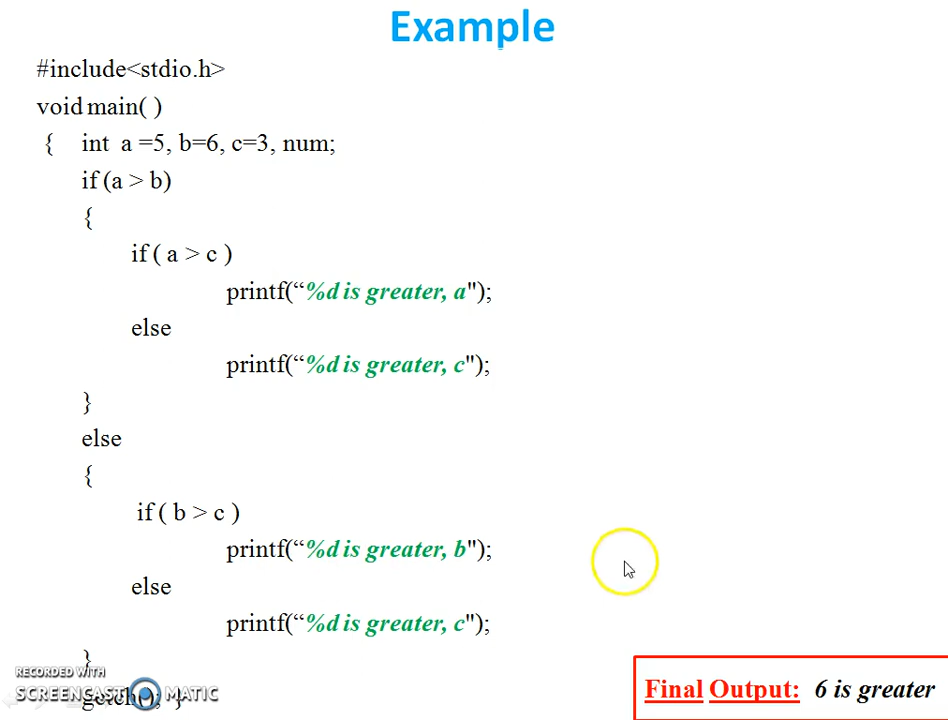 Example
#include<stdio.h>
void main( )
{ int a =5, b=6, c=3, num;
if (a > b)
{
if ( a > c )
printf(“%d is greater, a");
else
printf(“%d is greater, c");
}
else
{
if ( b > c )
printf(“%d is greater, b");
else
printf(“%d is greater, c");
}
RECORDED WITH
SCREENCAST MATIC
getch(); }
Final Output: 6 is greater